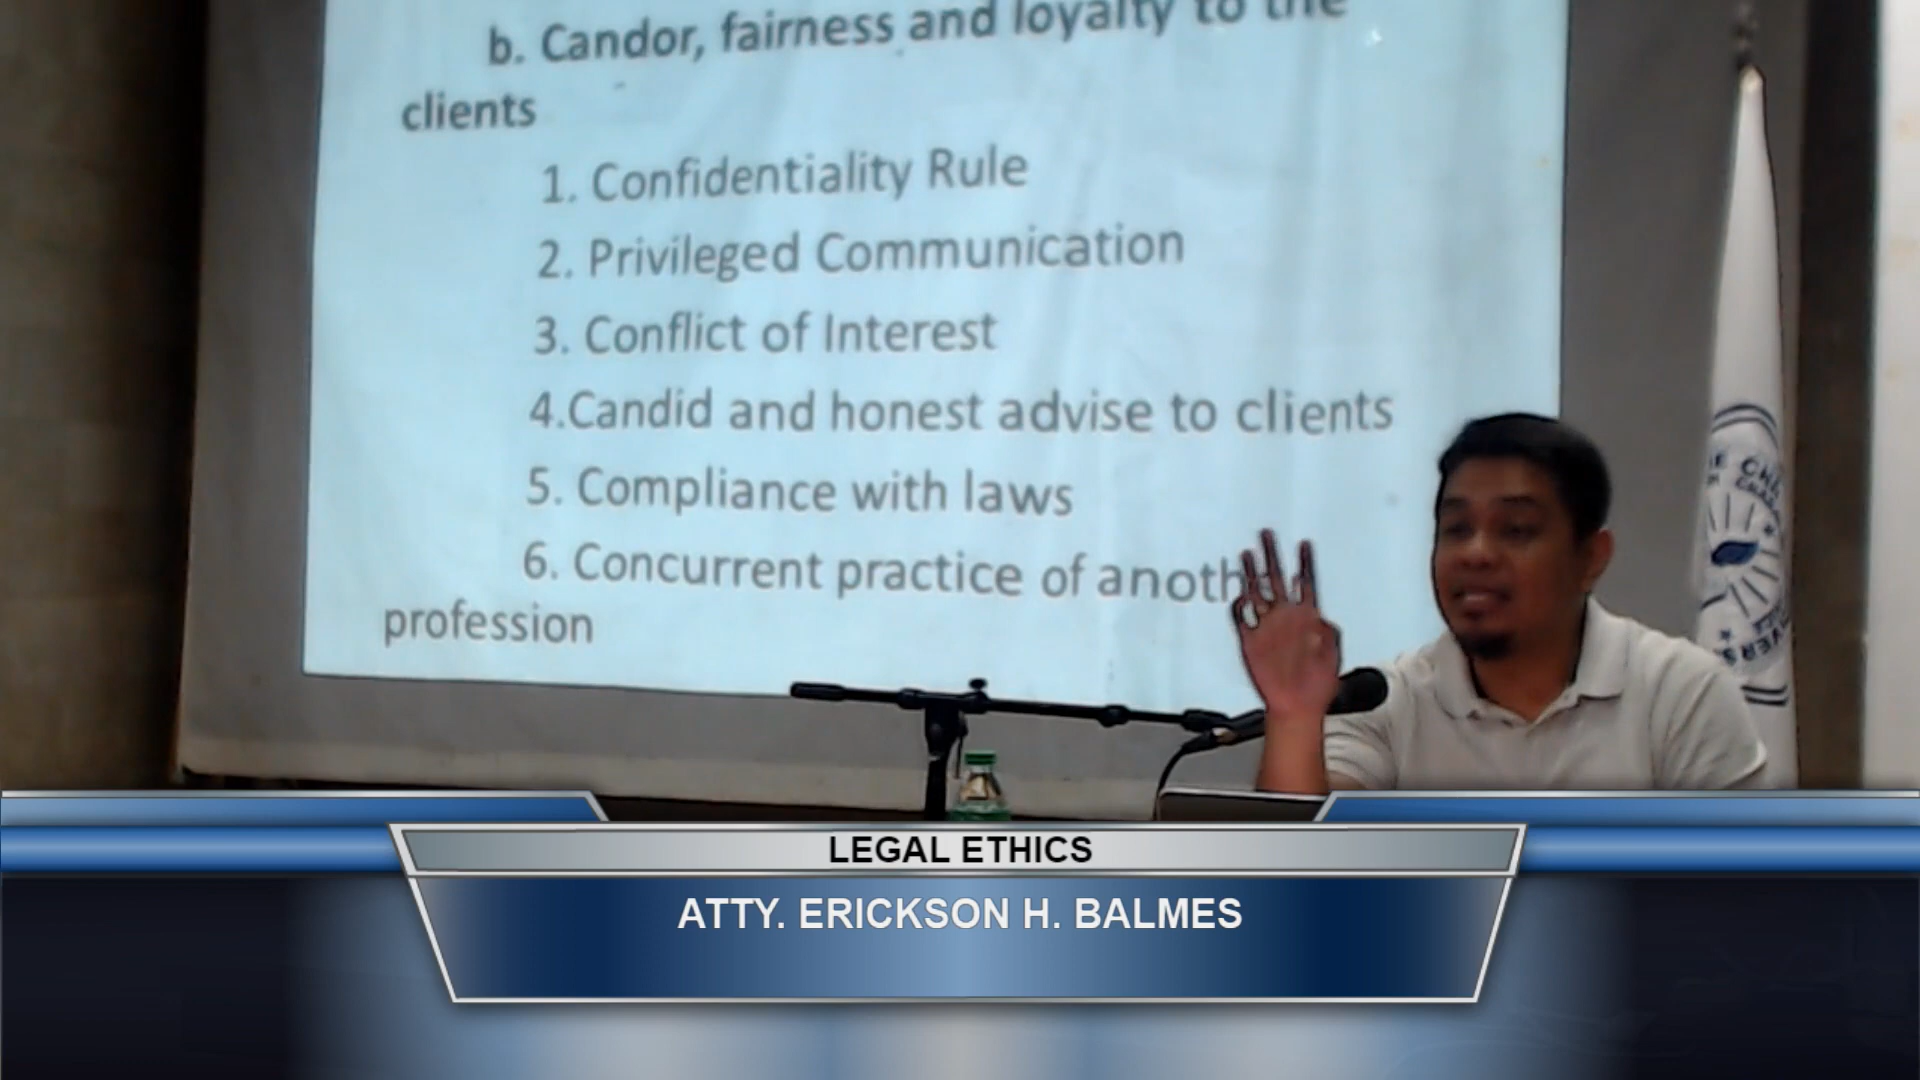 b. Candor, fairness and loyalty to the
clients
1. Confidentiality Rule
2. Privileged Communication
3. Conflict of Interest
4.Candid and honest advise to clients
5. Compliance with laws
6. Concurrent practice of another
profession
LEGAL ETHICS
ATTY. ERICKSON H. BALMES